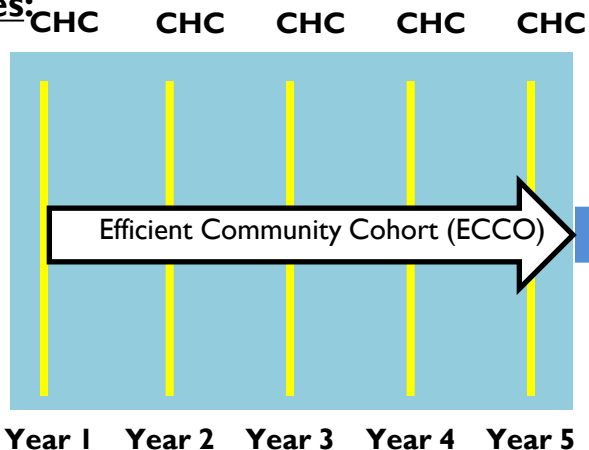 es:
CHC CHC CHC CHC CHC
Efficient Community Cohort (ECCO)
Year 1 Year 2 Year 3 Year 4 Year 5